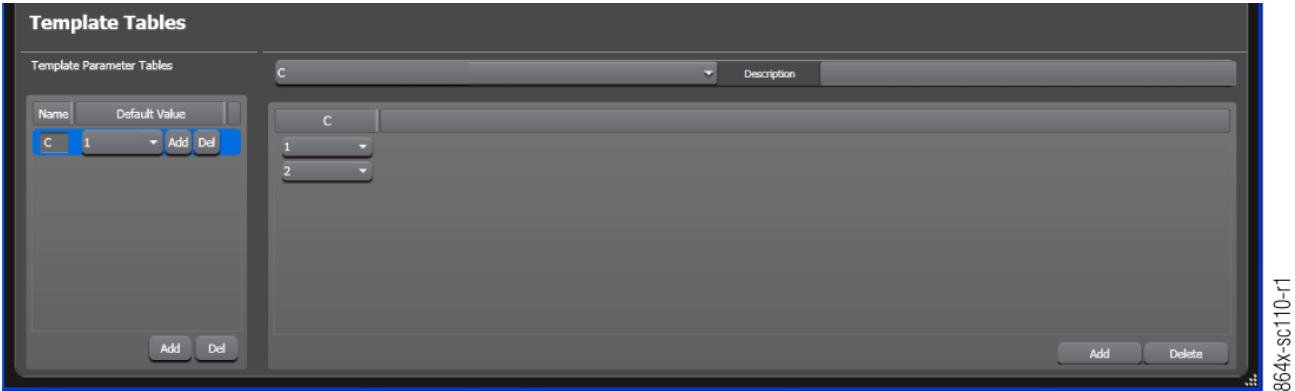 Template Tables
Template Parameter Tables
C
Description
Name Default Value
C 1 Add Del
C
1
2
Add Del
Add Delete
864x-sc110-r1